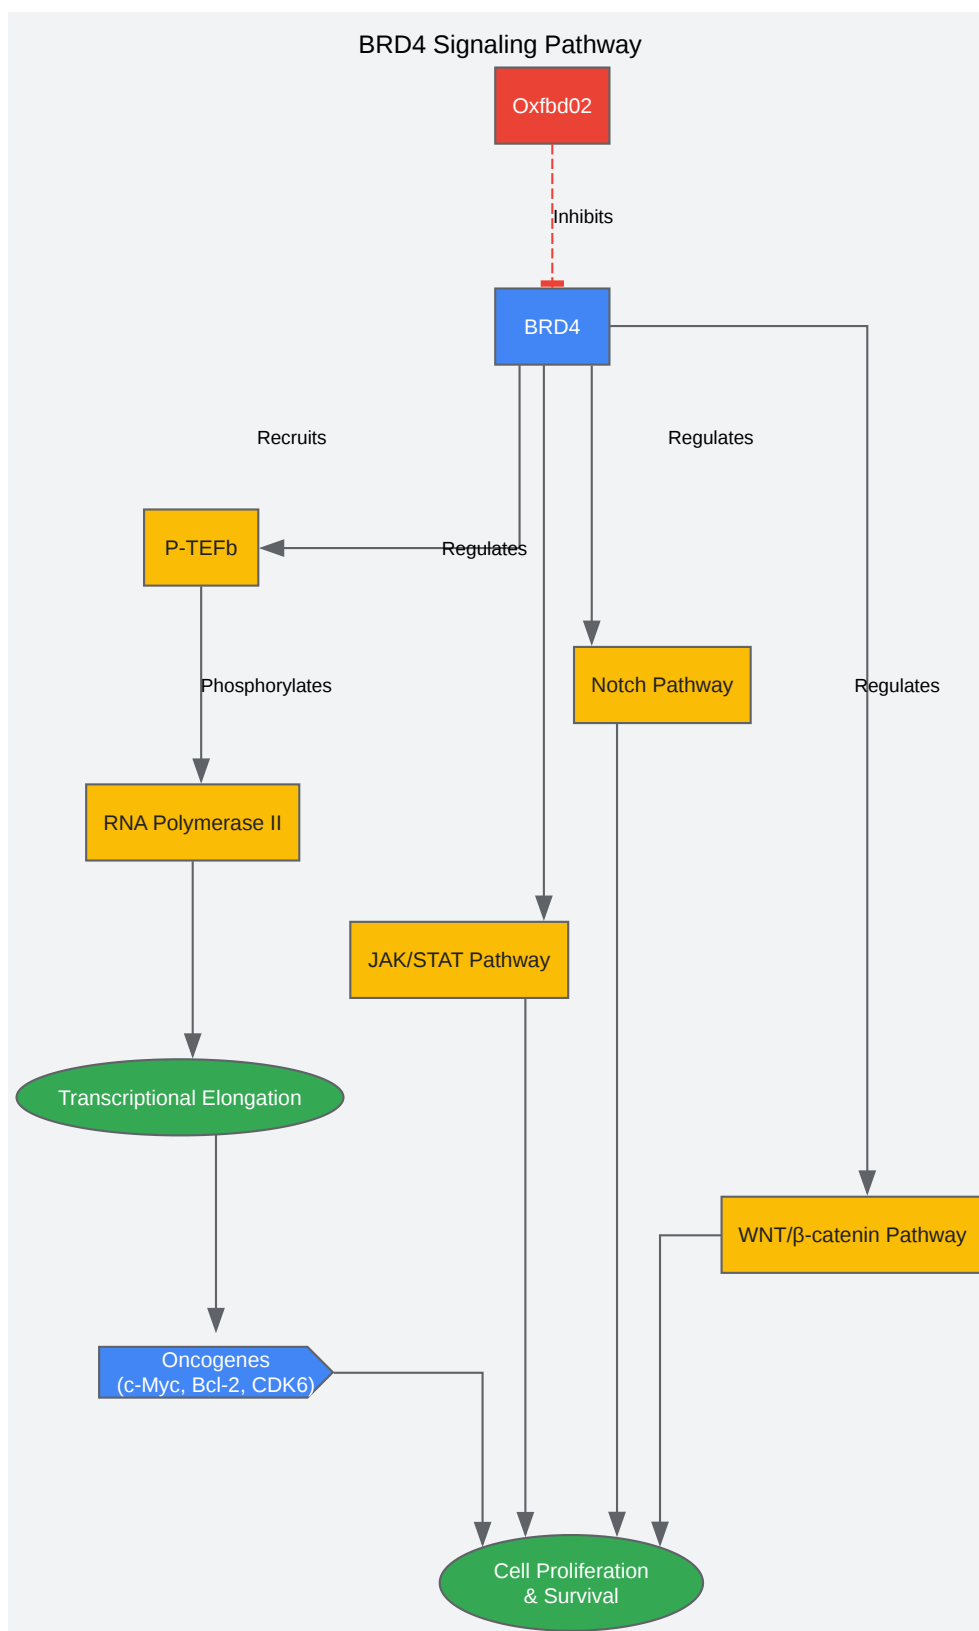 BRD4 Signaling Pathway
Oxfbd02
Inhibits
BRD4
Recruits
Regulates
P-TEFb
Regulates
Phosphorylates
Notch Pathway
Regulates
RNA Polymerase II
JAK/STAT Pathway
Transcriptional Elongation
WNT/β-catenin Pathway
Oncogenes
(c-Myc, Bcl-2, CDK6)
Cell Proliferation
& Survival